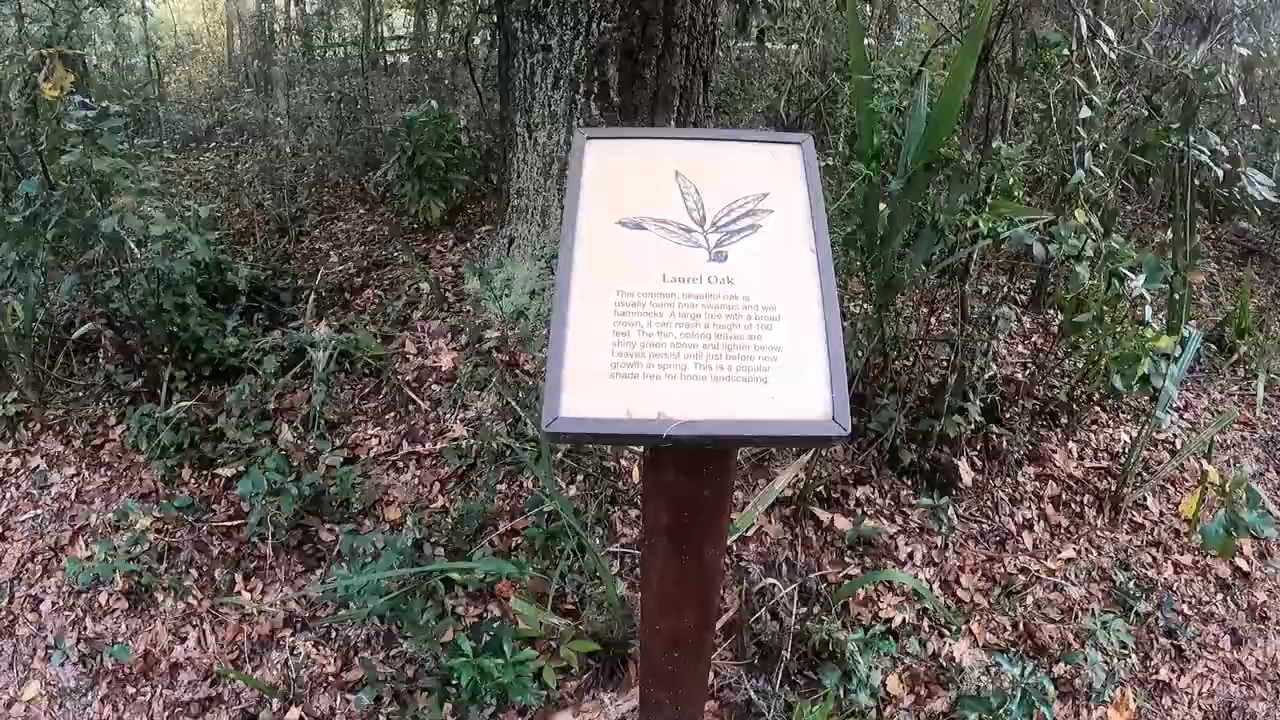 Laurel Oak
This common, beautiful oak is
usually found near swamps and wet
hammocks. A large tree with a broad
crown, it can reach a height of 100
feet. The thin, oblong leaves are
shiny green above and lighter below.
Leaves persist until just before new
growth in spring. This is a popular
shade tree for home landscaping.